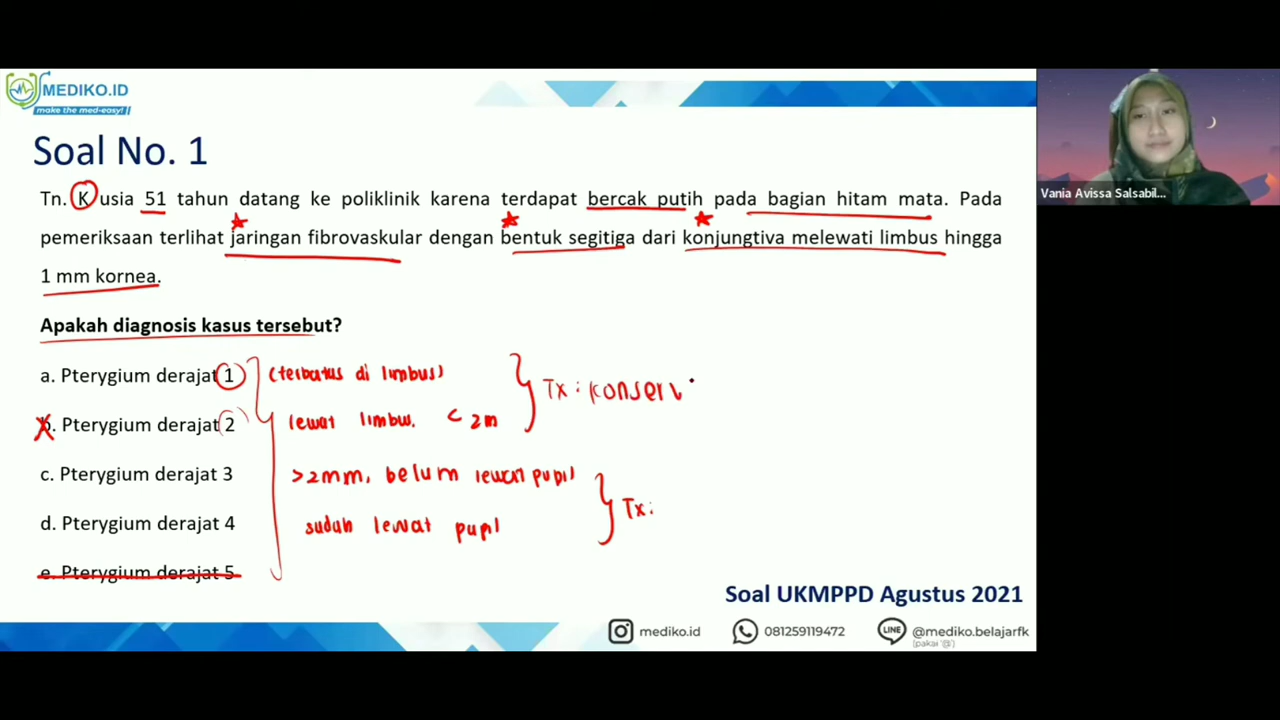 MEDIKO.ID
make the med-easy!
Soal No. 1
Tn. K usia 51 tahun datang ke poliklinik karena terdapat bercak putih pada bagian hitam mata. Pada
pemeriksaan terlihat jaringan fibrovaskular dengan bentuk segitiga dari konjungtiva melewati limbus hingga
1 mm kornea.
Apakah diagnosis kasus tersebut?
a. Pterygium derajat 1 (terbatas di limbus)
b. Pterygium derajat 2 lewat limbus. < 2m
Tx: konserv
c. Pterygium derajat 3 >2mm, belum lewat pupil
d. Pterygium derajat 4 sudah lewat pupil
Tx:
e. Pterygium derajat 5
Soal UKMPPD Agustus 2021
mediko.id 081259119472 LINE @mediko.belajarfk
(pakai '@')
Vania Avissa Salsabil...